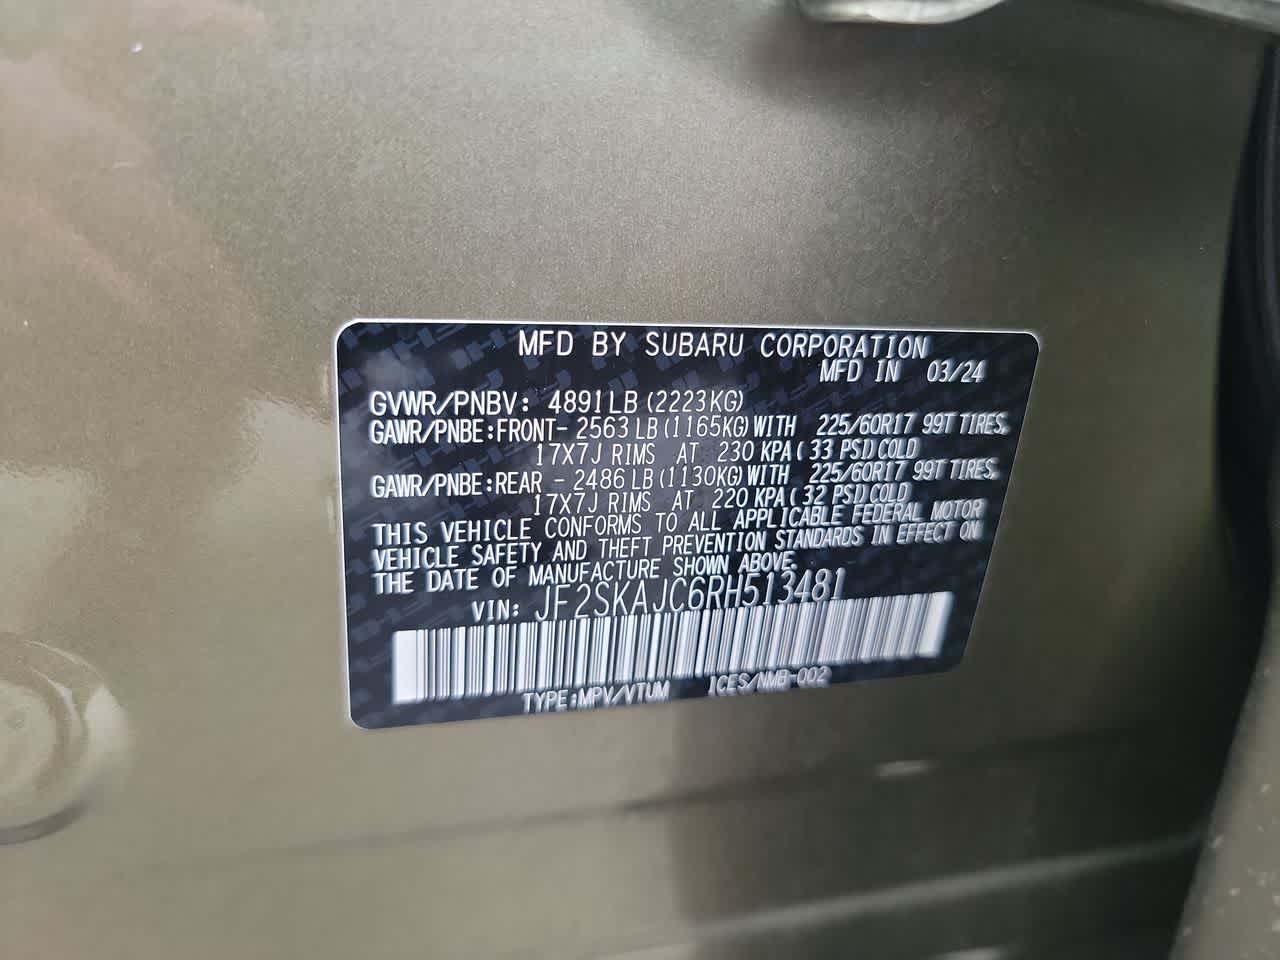 MFD BY SUBARU CORPORATION
MFD IN 03/24
GVWR/PNBV: 4891LB (2223KG)
GAWR/PNBE:FRONT- 2563 LB (1165KG) WITH 225/60R17 99T TIRES,
17X7J RIMS AT 230 KPA ( 33 PSI) COLD
GAWR/PNBE:REAR - 2486 LB (1130KG) WITH 225/60R17 99T TIRES,
17X7J RIMS AT 220 KPA ( 32 PSI) COLD
THIS VEHICLE CONFORMS TO ALL APPLICABLE FEDERAL MOTOR
VEHICLE SAFETY AND THEFT PREVENTION STANDARDS IN EFFECT ON
THE DATE OF MANUFACTURE SHOWN ABOVE.
VIN: JF2SKAJC6RH513481
TYPE:MPV/VTUM ICES/NMB-002